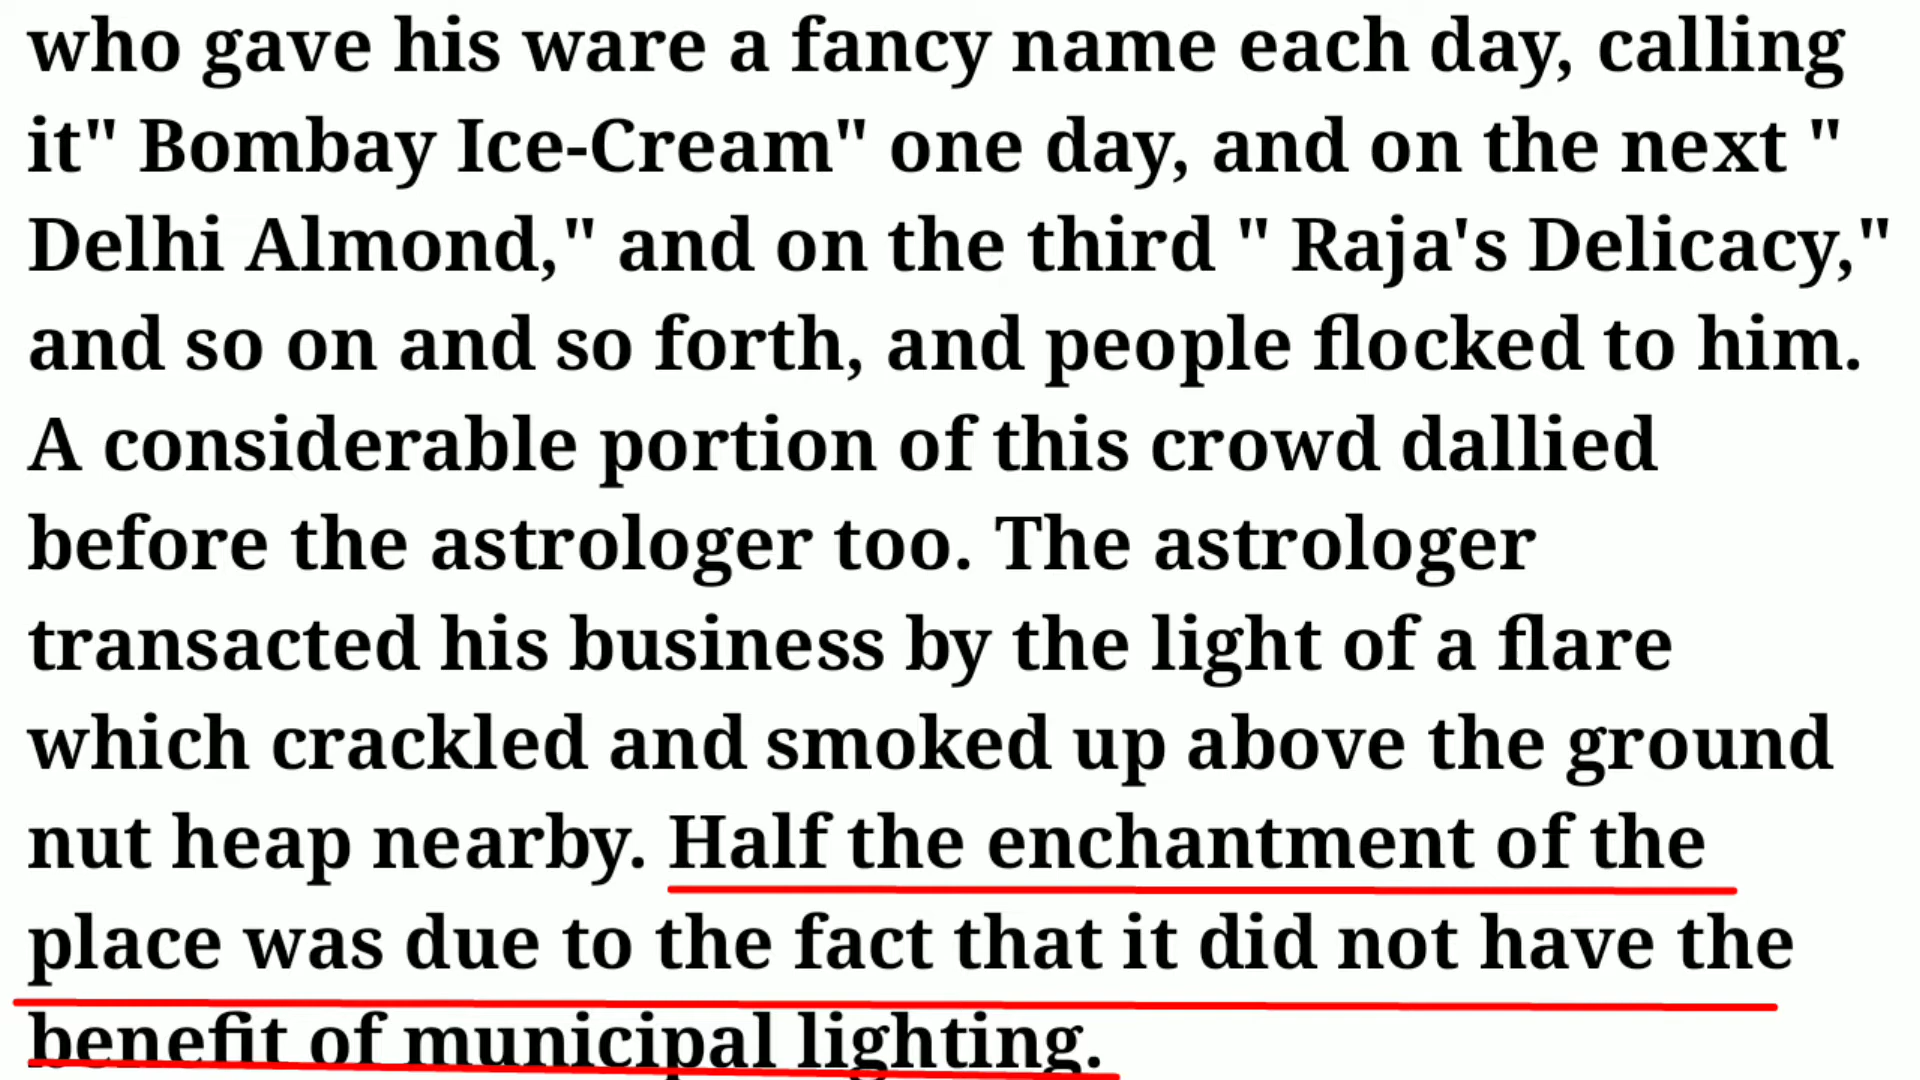 who gave his ware a fancy name each day, calling
it" Bombay Ice-Cream" one day, and on the next "
Delhi Almond," and on the third " Raja's Delicacy,"
and so on and so forth, and people flocked to him.
A considerable portion of this crowd dallied
before the astrologer too. The astrologer
transacted his business by the light of a flare
which crackled and smoked up above the ground
nut heap nearby. Half the enchantment of the
place was due to the fact that it did not have the
benefit of municipal lighting.